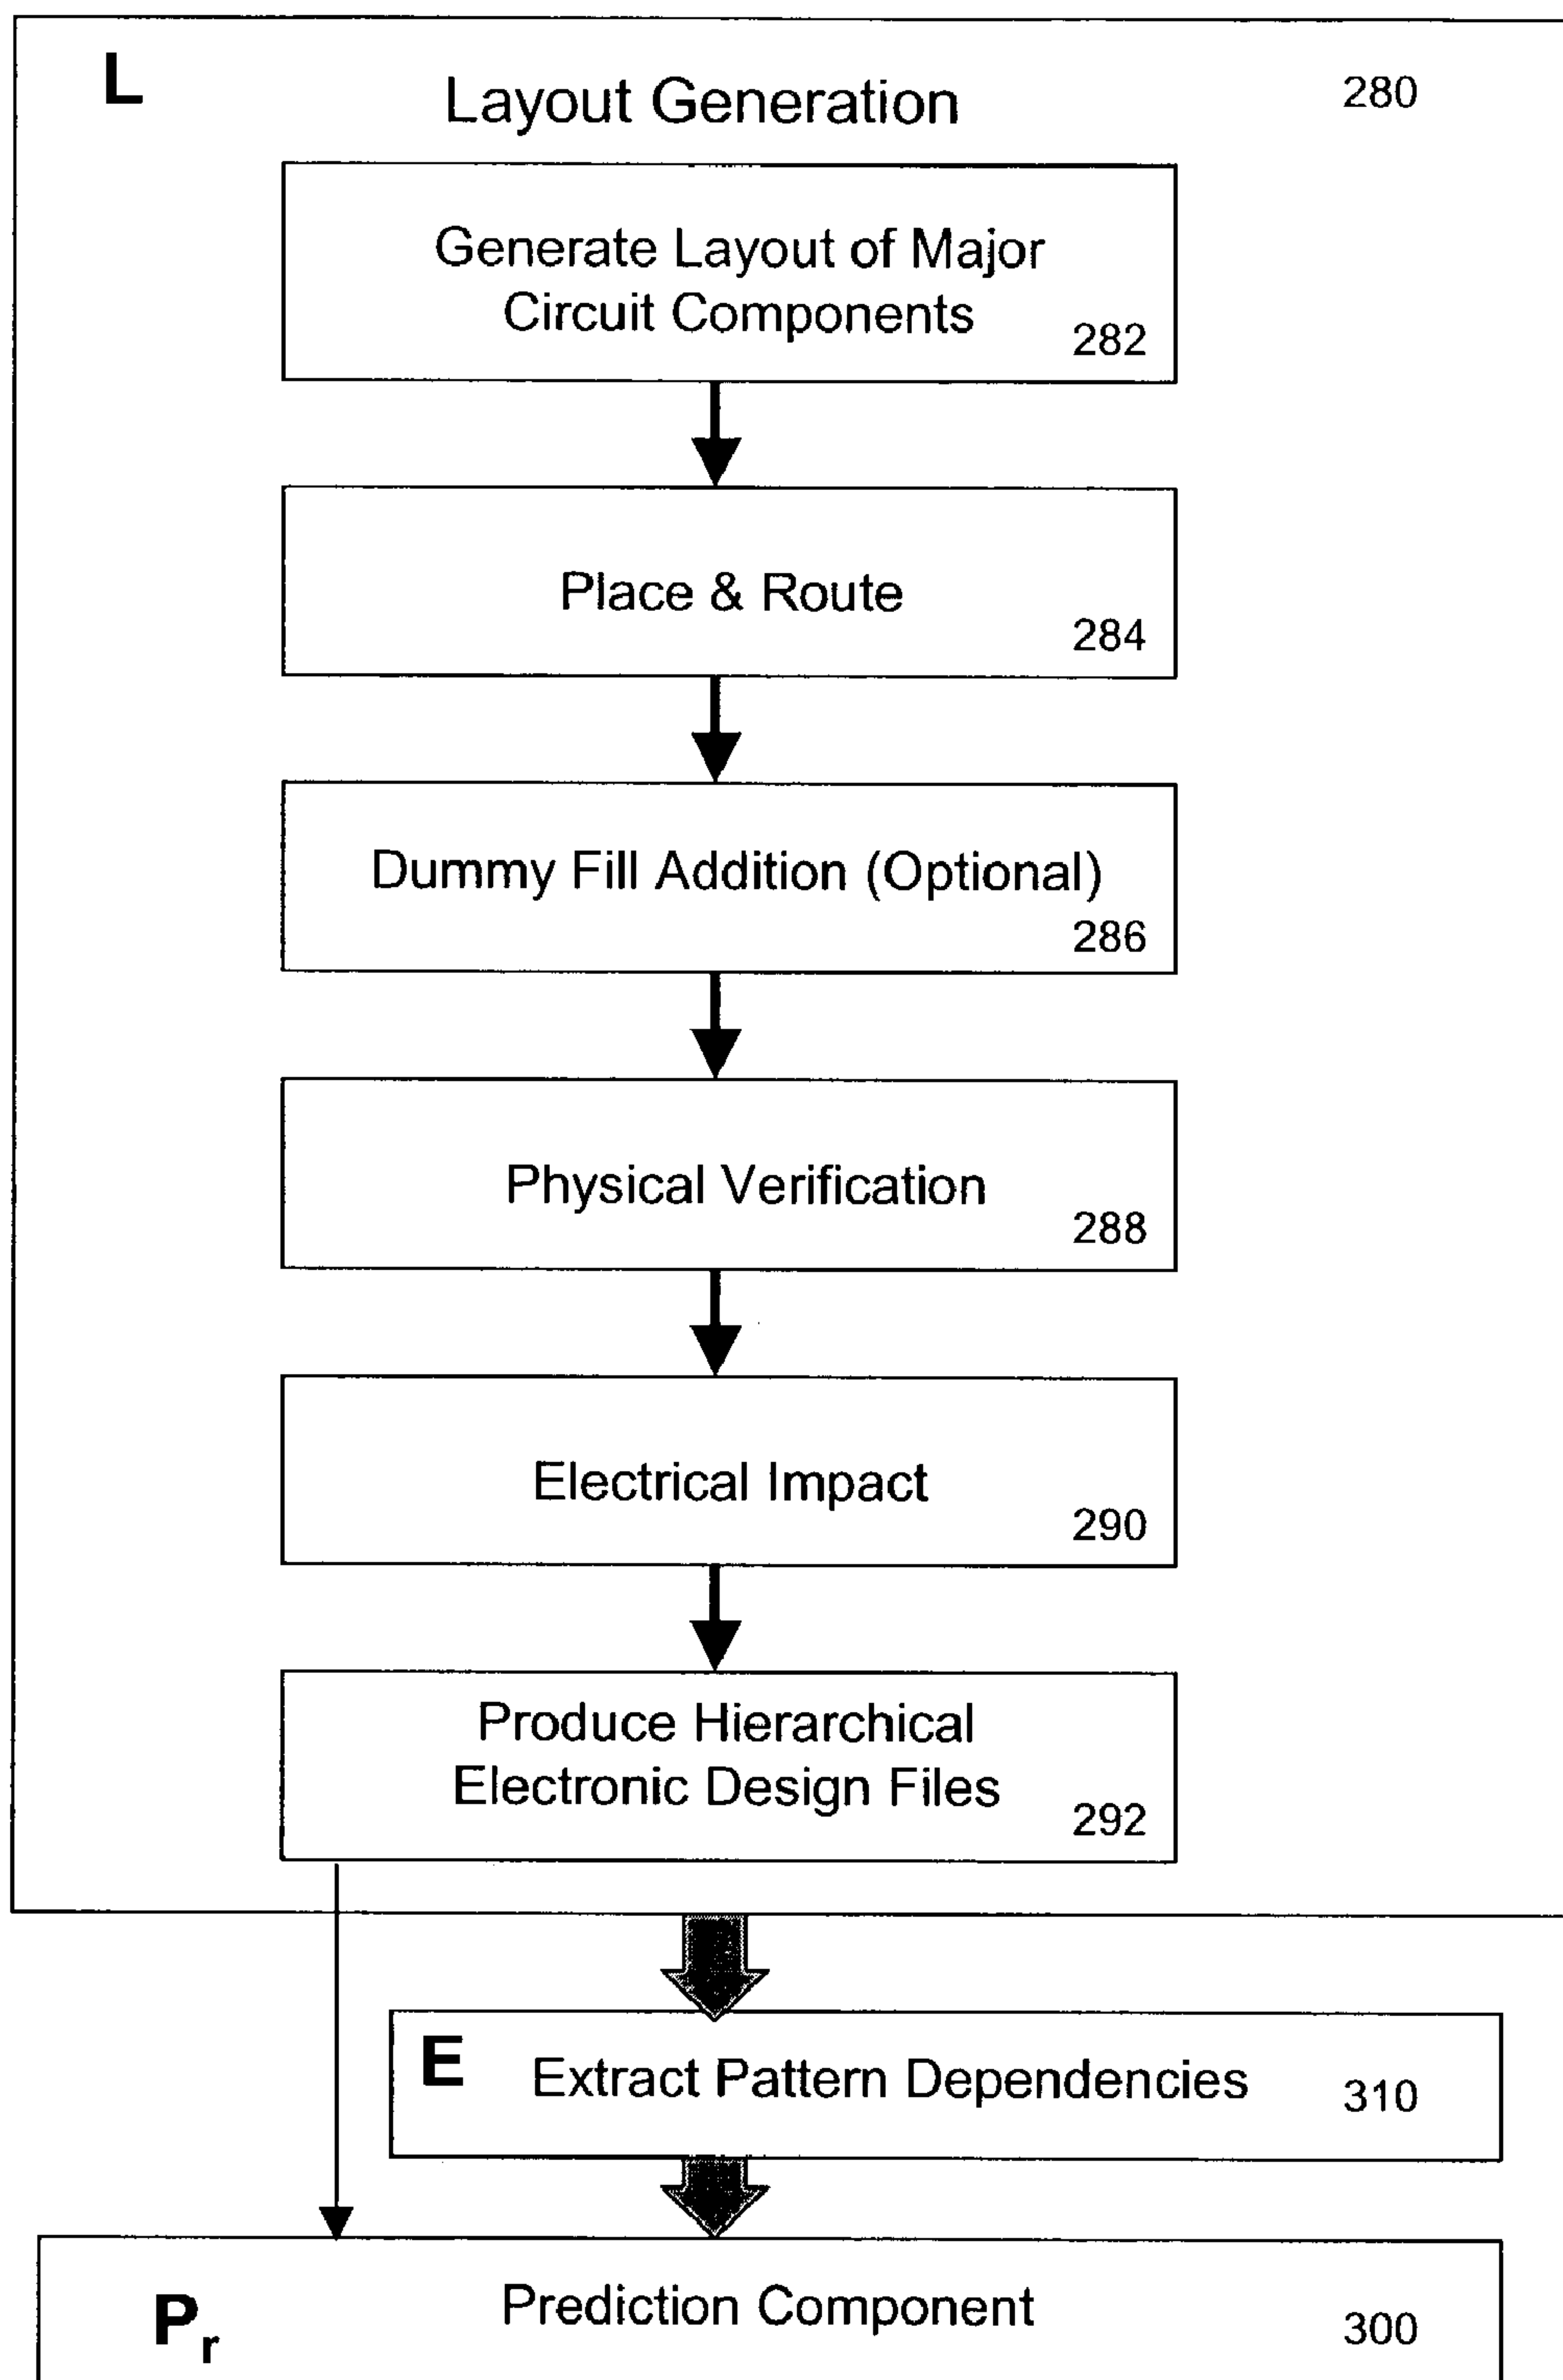 L
Layout Generation
280
Generate Layout of Major
Circuit Components
282
Place & Route
284
Dummy Fill Addition (Optional)
286
Physical Verification
288
Electrical Impact
290
Produce Hierarchical
Electronic Design Files
292
E
Extract Pattern Dependencies
310
Pr
Prediction Component
300